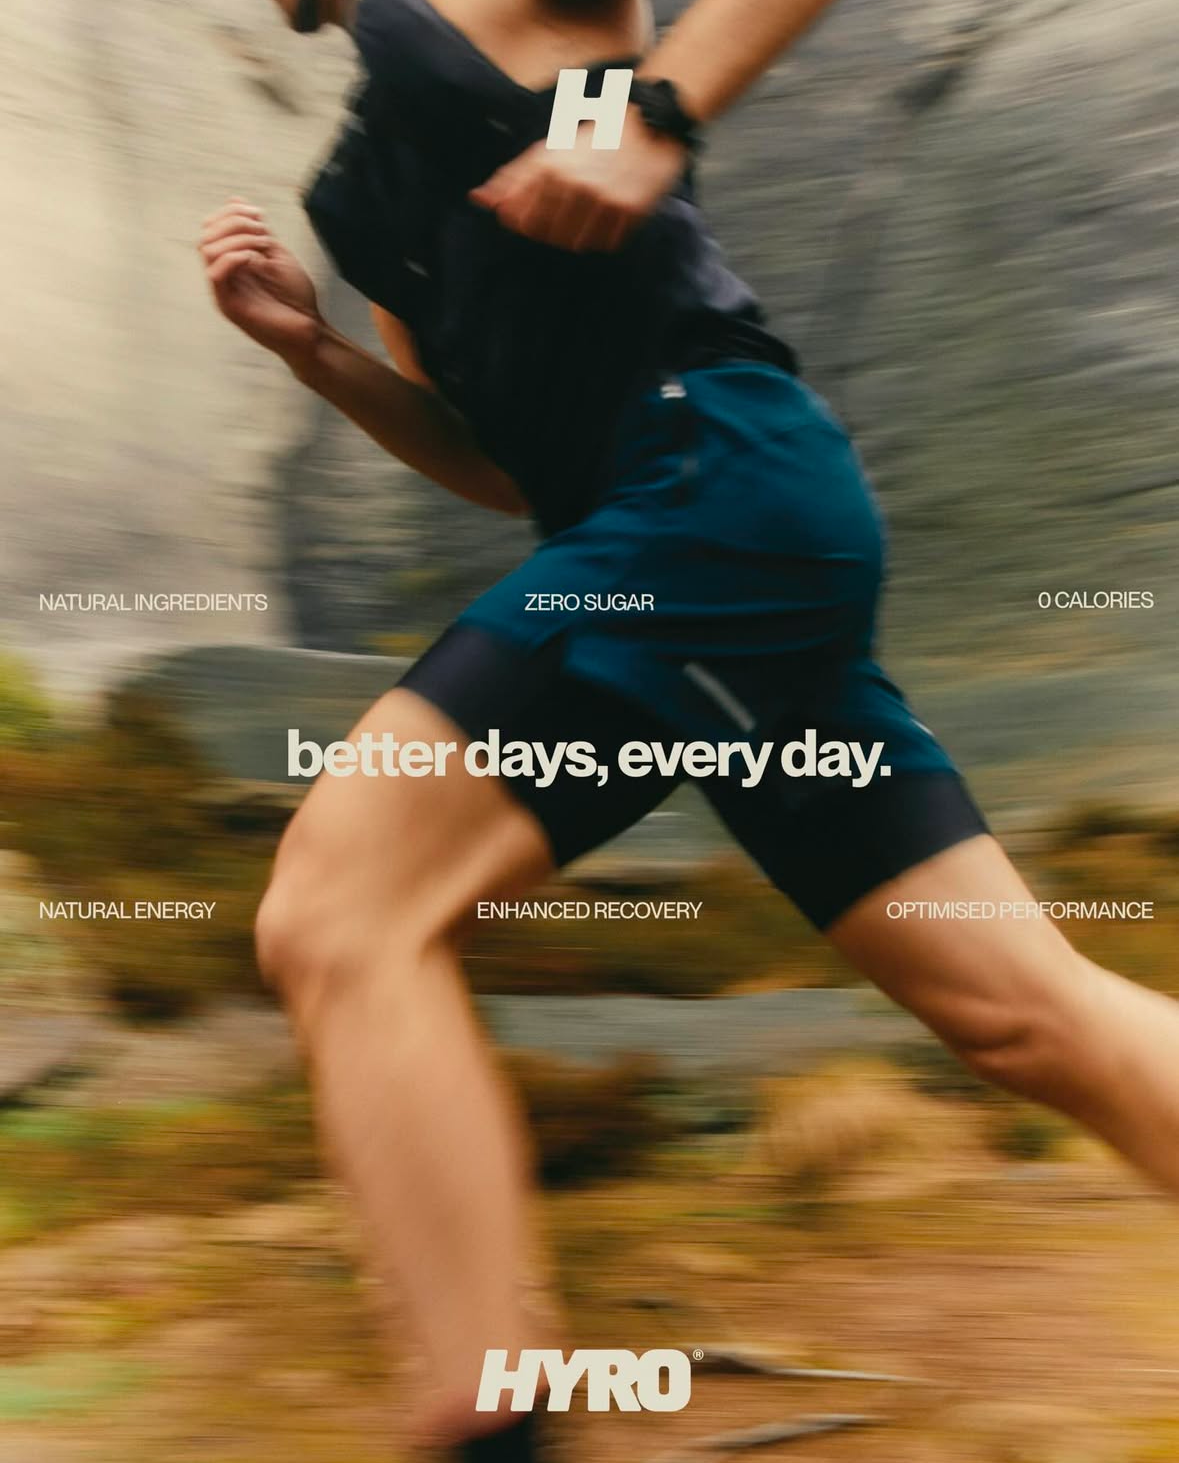 H
NATURAL INGREDIENTS
ZERO SUGAR
0 CALORIES
better days, every day.
NATURAL ENERGY
ENHANCED RECOVERY
OPTIMISED PERFORMANCE
HYRO®